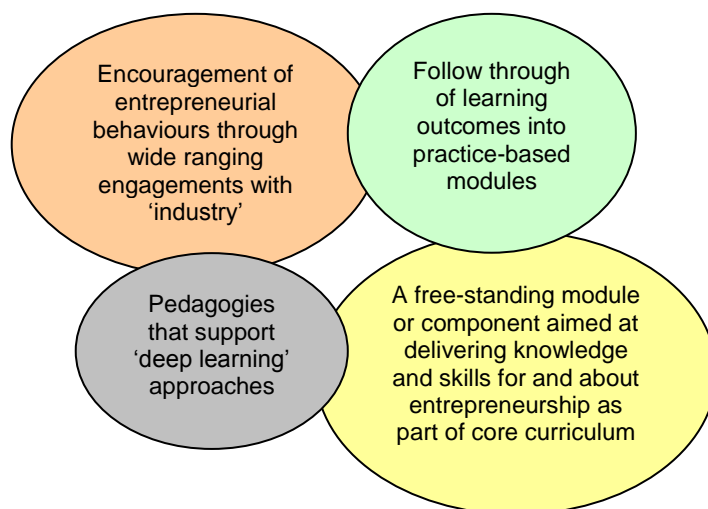 Encouragement of
entrepreneurial
behaviours through
wide ranging
engagements with
‘industry’
Follow through
of learning
outcomes into
practice-based
modules
Pedagogies
that support
‘deep learning’
approaches
A free-standing module
or component aimed at
delivering knowledge
and skills for and about
entrepreneurship as
part of core curriculum